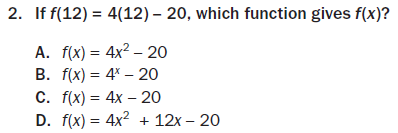 2. If f(12) = 4(12) – 20, which function gives f(x)?
A. f(x) = 4x² – 20
B. f(x) = 4ˣ – 20
C. f(x) = 4x – 20
D. f(x) = 4x² + 12x – 20